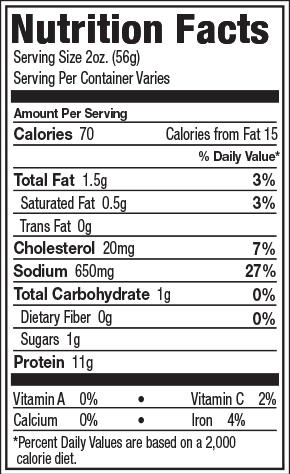 Nutrition Facts
Serving Size 2oz. (56g)
Serving Per Container Varies
Amount Per Serving
Calories 70 Calories from Fat 15
% Daily Value*
Total Fat 1.5g 3%
Saturated Fat 0.5g 3%
Trans Fat 0g
Cholesterol 20mg 7%
Sodium 650mg 27%
Total Carbohydrate 1g 0%
Dietary Fiber 0g 0%
Sugars 1g
Protein 11g
Vitamin A 0% • Vitamin C 2%
Calcium 0% • Iron 4%
*Percent Daily Values are based on a 2,000
calorie diet.